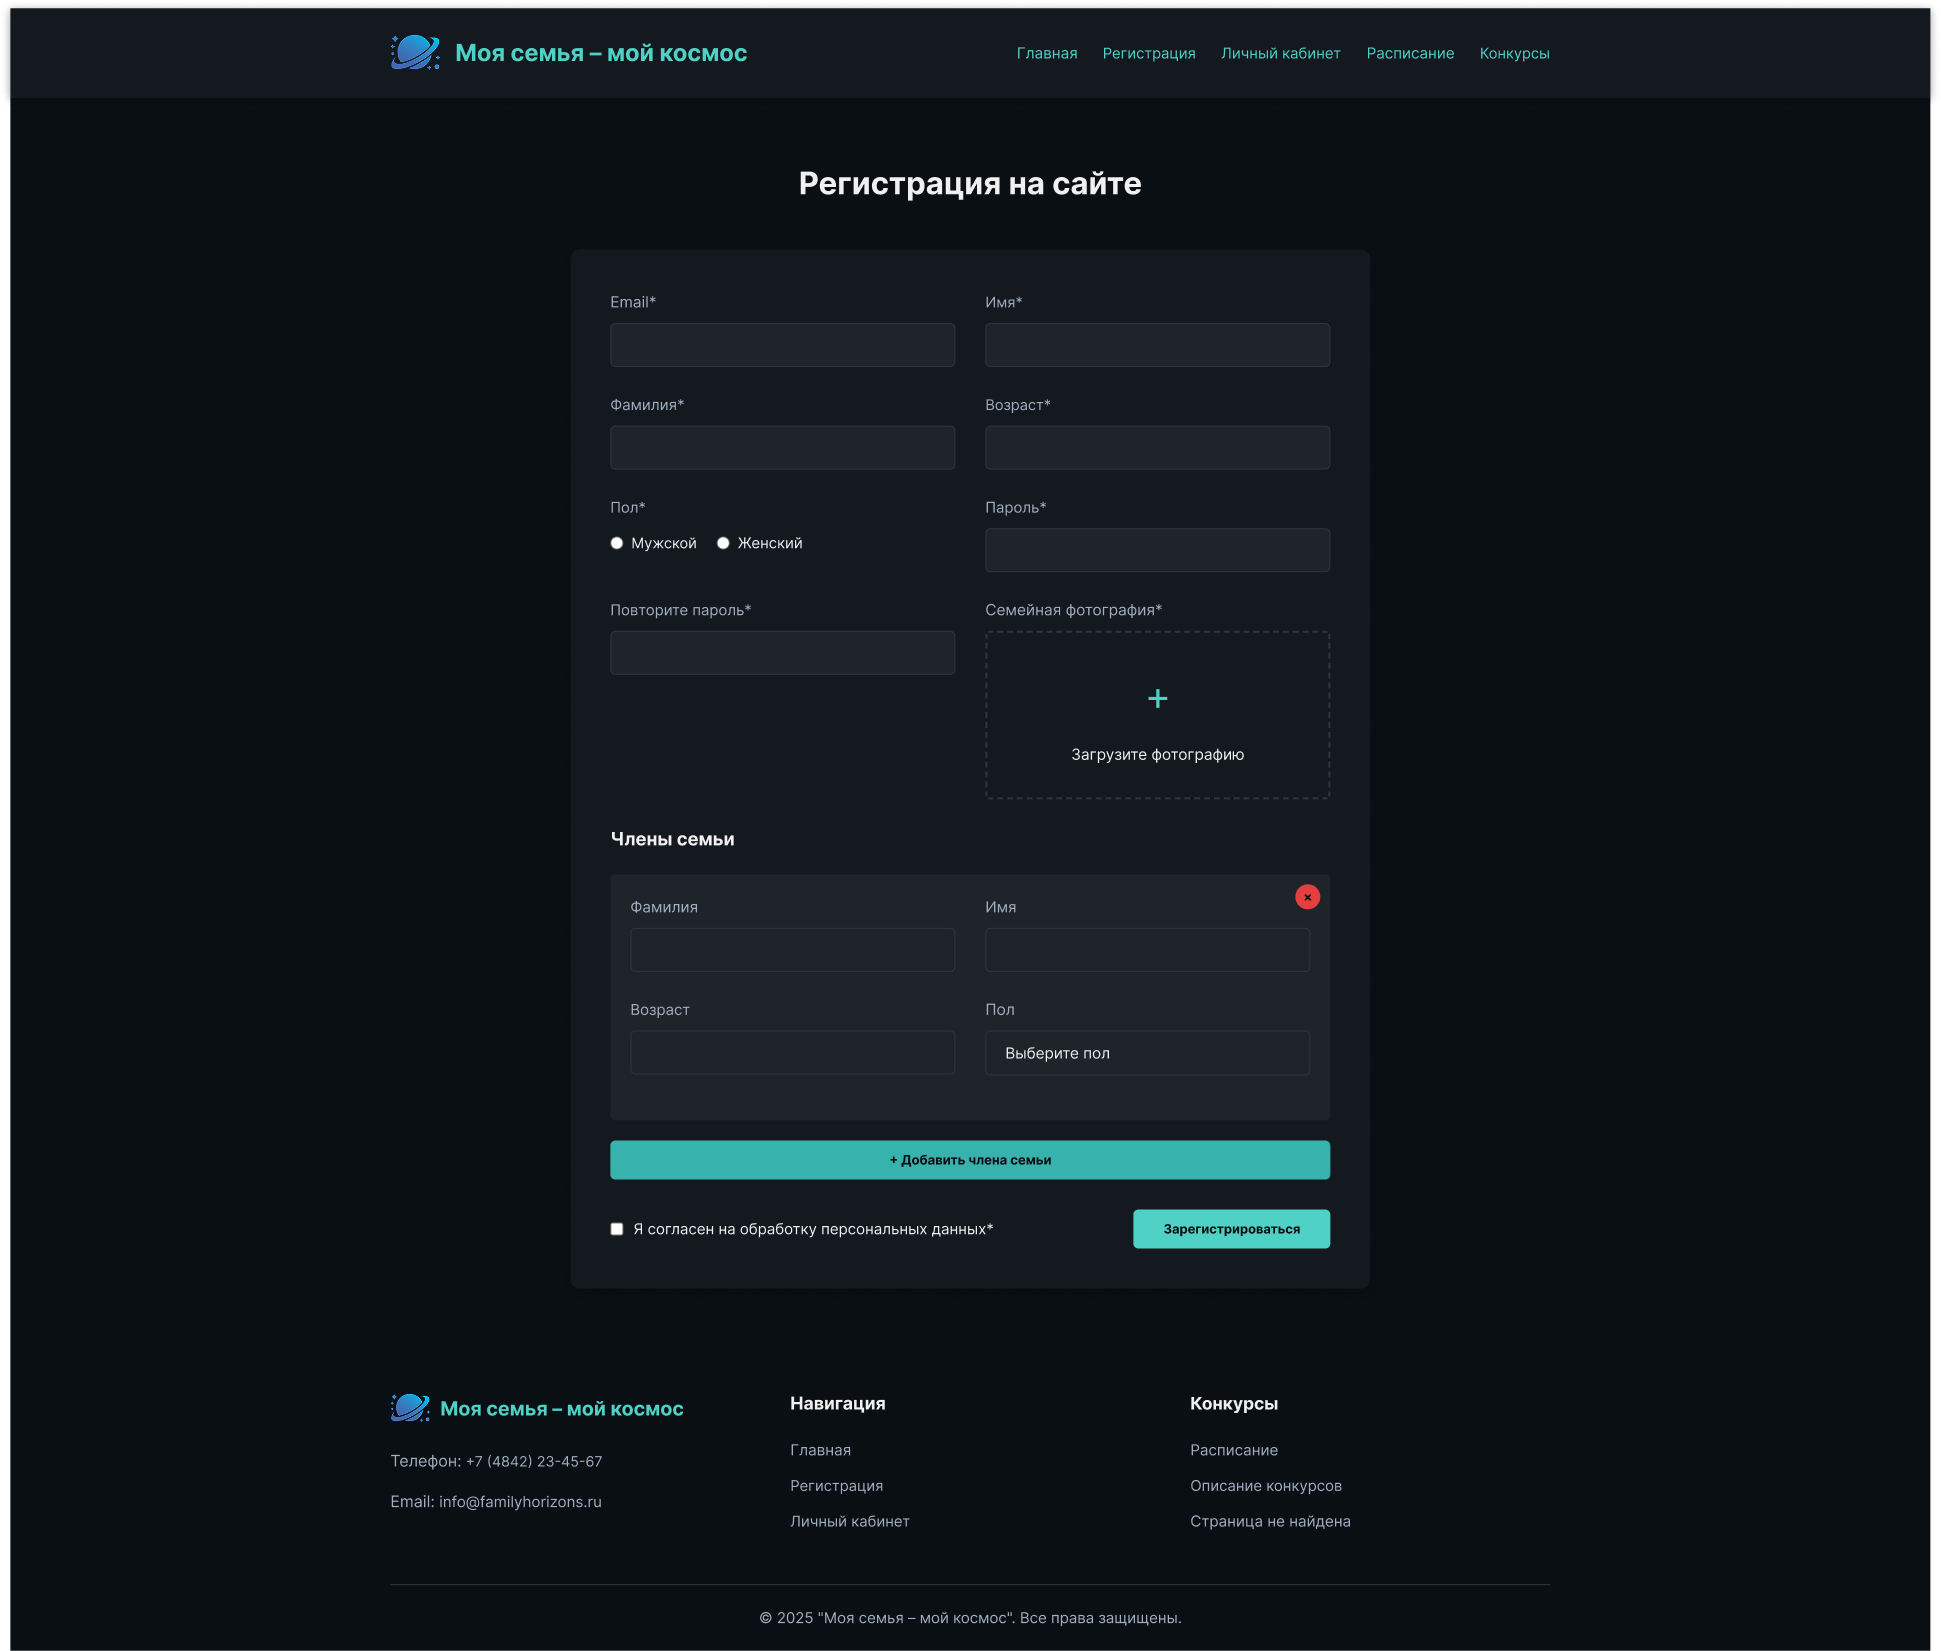 Моя семья – мой космос
Главная Регистрация Личный кабинет Расписание Конкурсы
Регистрация на сайте
Email* Имя*
Фамилия* Возраст*
Пол* Пароль*
Мужской Женский
Повторите пароль* Семейная фотография*
+
Загрузите фотографию
Члены семьи
×
Фамилия Имя
Возраст Пол
Выберите пол
+ Добавить члена семьи
Я согласен на обработку персональных данных* Зарегистрироваться
Моя семья – мой космос
Телефон: +7 (4842) 23-45-67
Email: info@familyhorizons.ru
Навигация
Главная
Регистрация
Личный кабинет
Конкурсы
Расписание
Описание конкурсов
Страница не найдена
© 2025 "Моя семья – мой космос". Все права защищены.